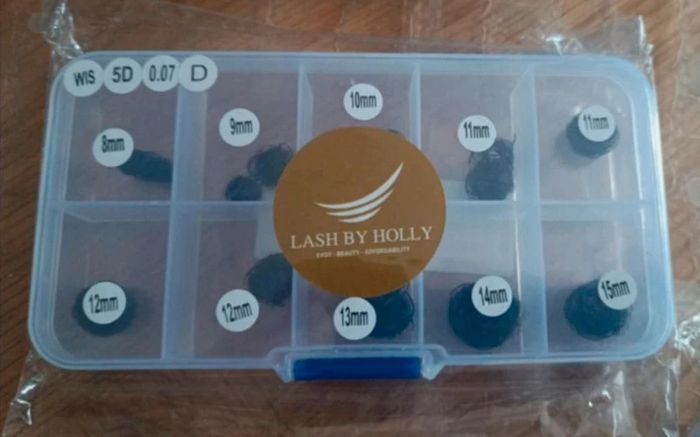 WIS 5D 0.07 D
8mm
9mm
10mm
11mm
11mm
LASH BY HOLLY
EASY - BEAUTY - AFFORDABILITY
12mm
12mm
13mm
14mm
15mm